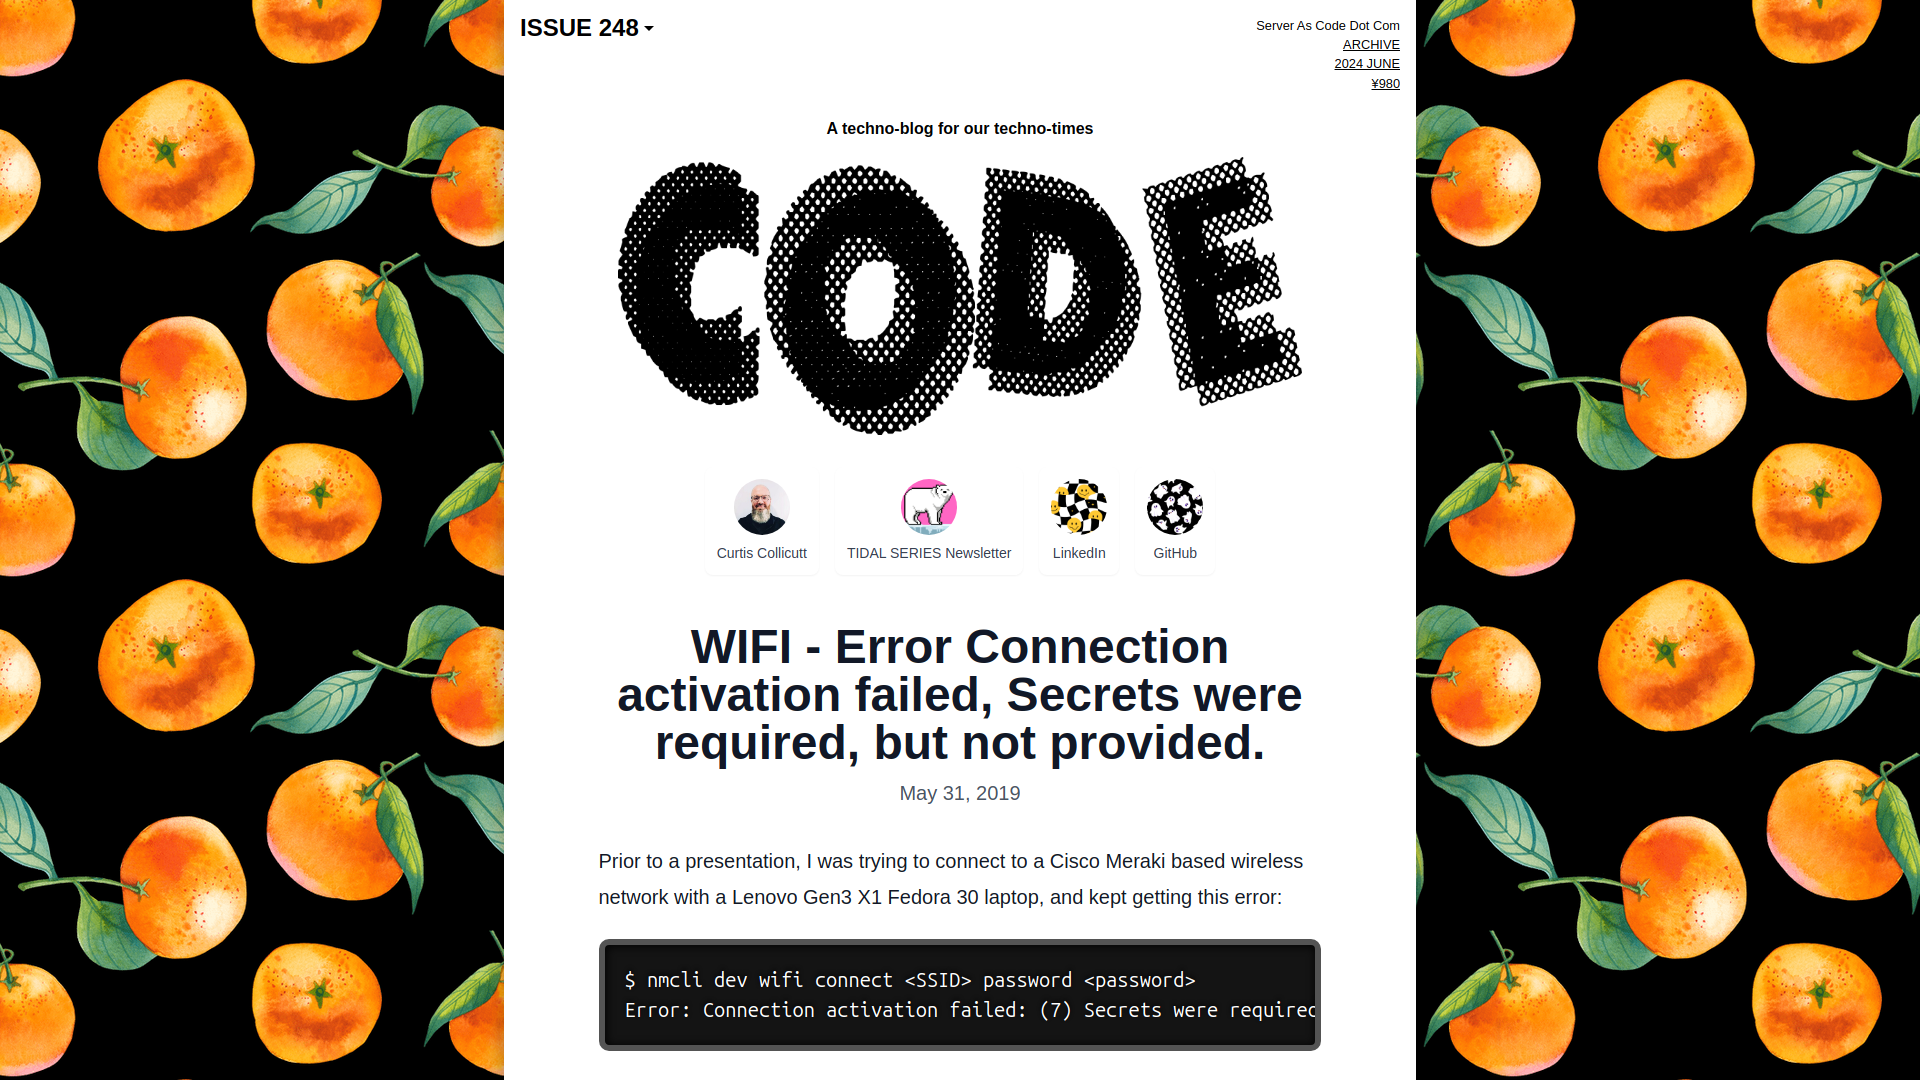 ISSUE 248
Server As Code Dot Com
ARCHIVE
2024 JUNE
¥980
A techno-blog for our techno-times
CODE
Curtis Collicutt
TIDAL SERIES Newsletter
LinkedIn
GitHub
WIFI - Error Connection
activation failed, Secrets were
required, but not provided.
May 31, 2019
Prior to a presentation, I was trying to connect to a Cisco Meraki based wireless
network with a Lenovo Gen3 X1 Fedora 30 laptop, and kept getting this error:
$ nmcli dev wifi connect <SSID> password <password>
Error: Connection activation failed: (7) Secrets were required